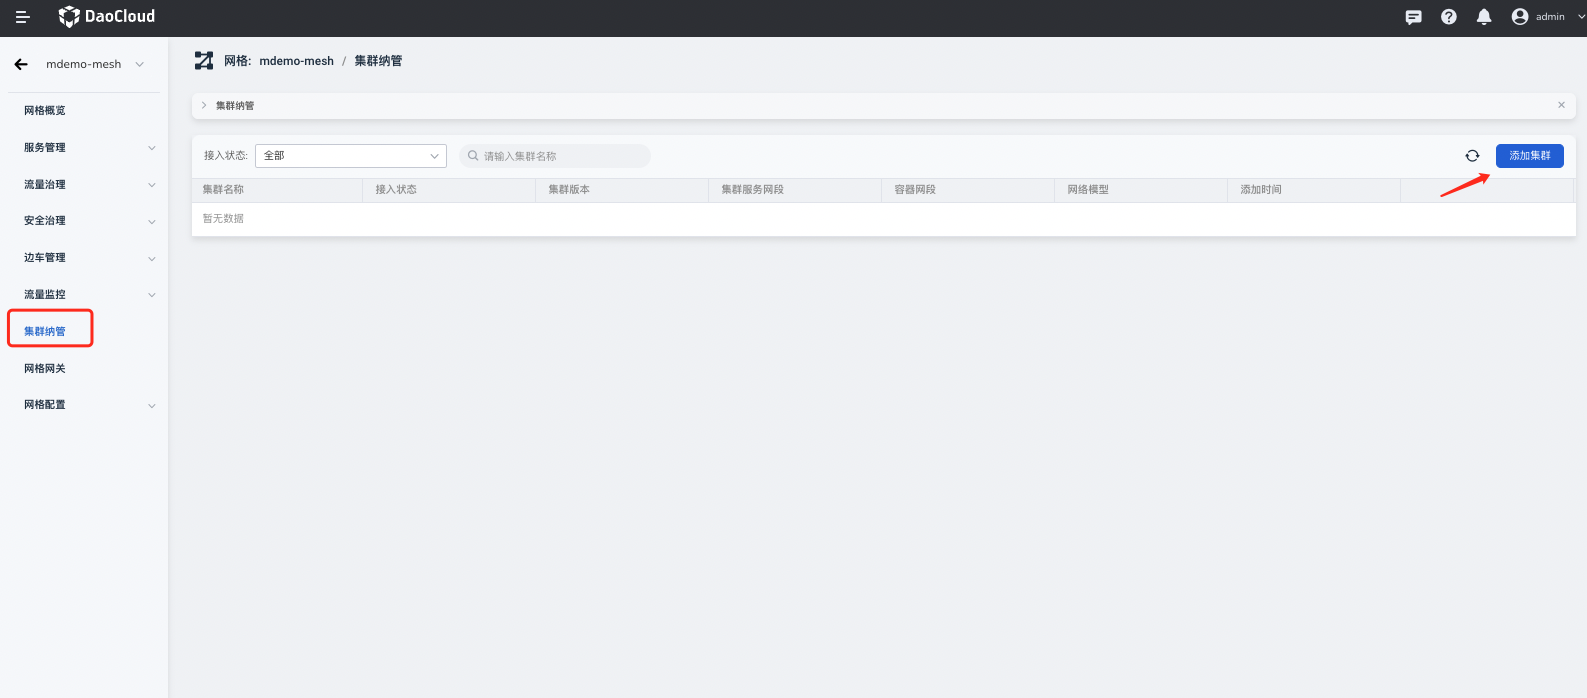 DaoCloud
admin
mdemo-mesh
网格概览
服务管理
流量治理
安全治理
边车管理
流量监控
集群纳管
网格网关
网格配置
网格: mdemo-mesh / 集群纳管
集群纳管
接入状态: 全部 请输入集群名称 添加集群
集群名称 接入状态 集群版本 集群服务网段 容器网段 网络模型 添加时间
暂无数据